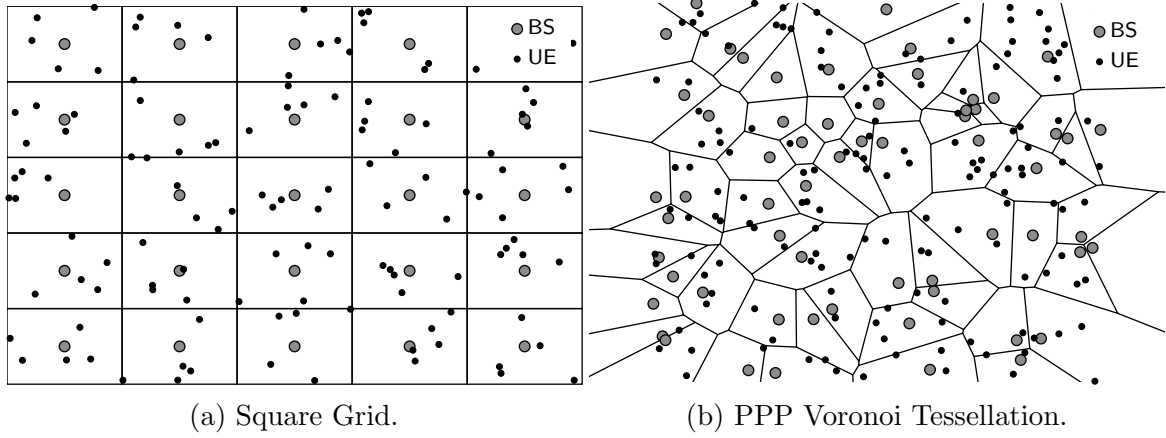 BS
UE
BS
UE
(a) Square Grid.
(b) PPP Voronoi Tessellation.